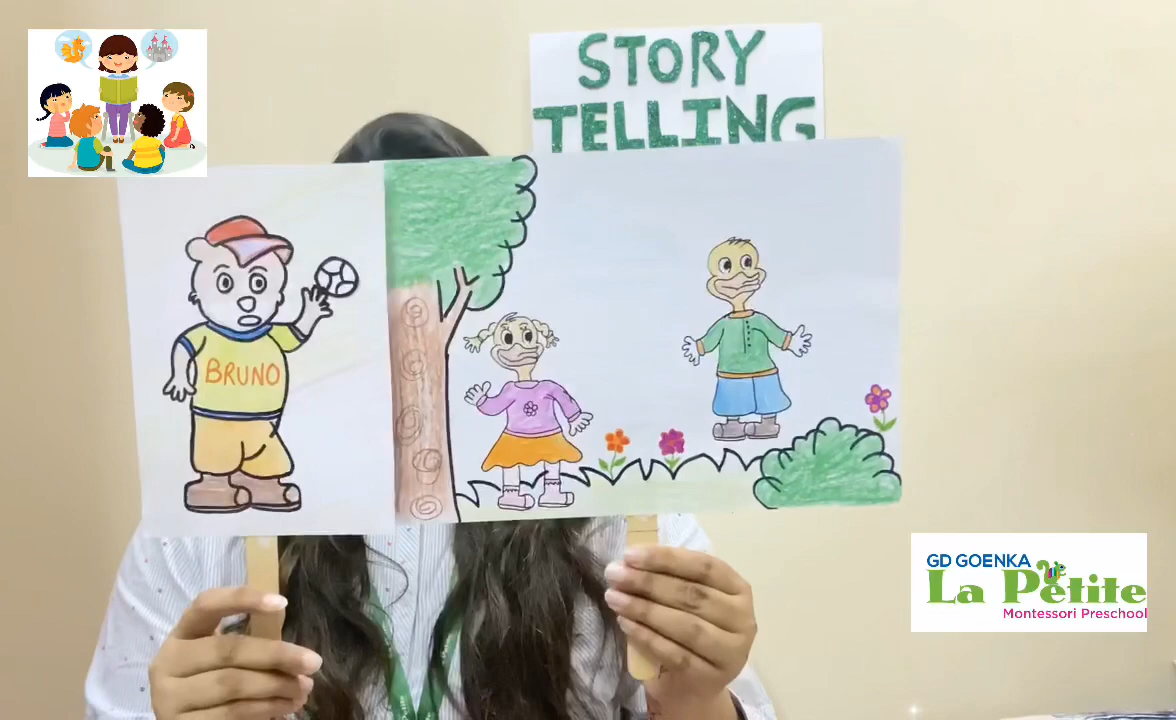 STORY
TELLING
BRUNO
GD GOENKA
La Petite
Montessori Preschool